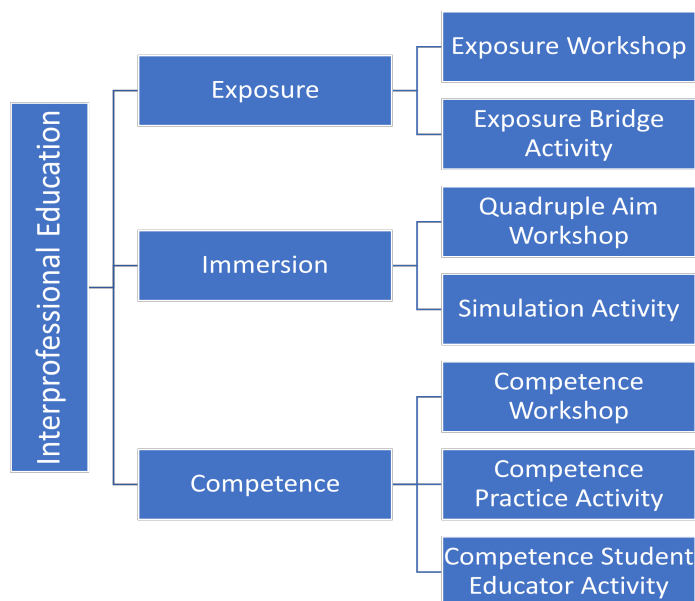 Interprofessional Education
Exposure
Exposure Workshop
Exposure Bridge
Activity
Immersion
Quadruple Aim
Workshop
Simulation Activity
Competence
Competence
Workshop
Competence
Practice Activity
Competence Student
Educator Activity